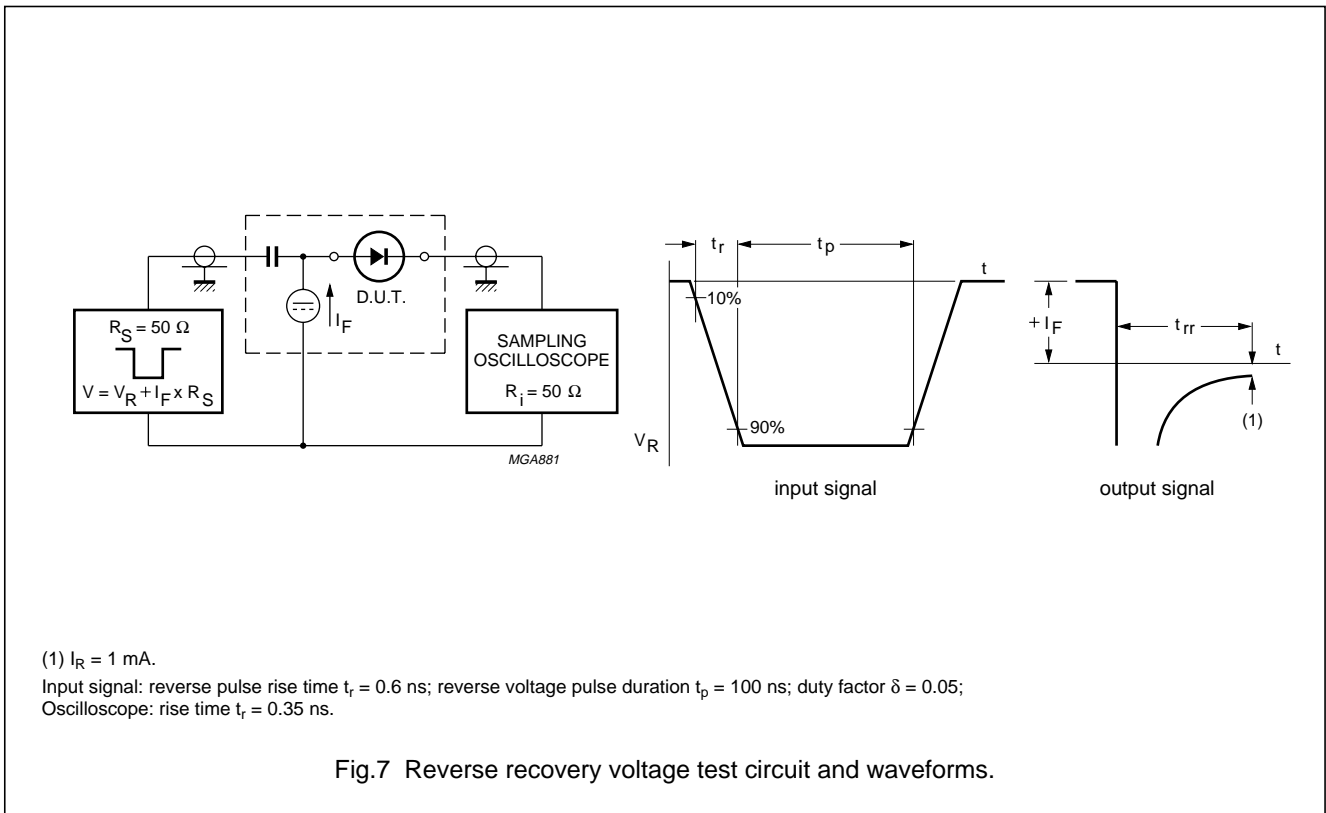 D.U.T.
I_F
R_S = 50 Ω
V = V_R + I_F x R_S
SAMPLING
OSCILLOSCOPE
R_i = 50 Ω
MGA881
t_r
t_p
t
10%
90%
V_R
input signal
+ I_F
t_rr
t
(1)
output signal
(1) I_R = 1 mA.
Input signal: reverse pulse rise time t_r = 0.6 ns; reverse voltage pulse duration t_p = 100 ns; duty factor δ = 0.05;
Oscilloscope: rise time t_r = 0.35 ns.
Fig.7 Reverse recovery voltage test circuit and waveforms.